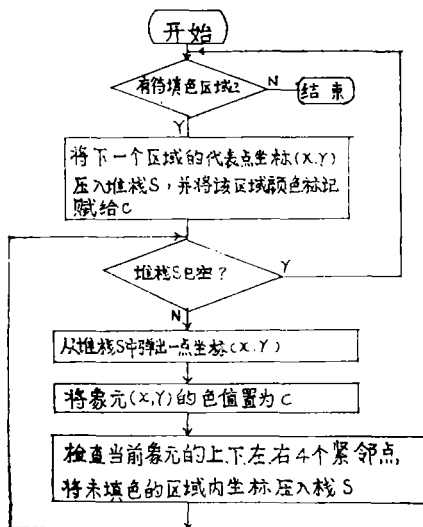 开始
有待填色区域?
N
结束
Y
将下一个区域的代表点坐标(X.Y)
压入堆栈S,并将该区域颜色标记
赋给C
堆栈S已空?
Y
N
从堆栈S中弹出一点坐标(X.Y)
将象元(X,Y)的色值置为C
检查当前象元的上.下.左.右4个紧邻点,
将未填色的区域内坐标压入栈S